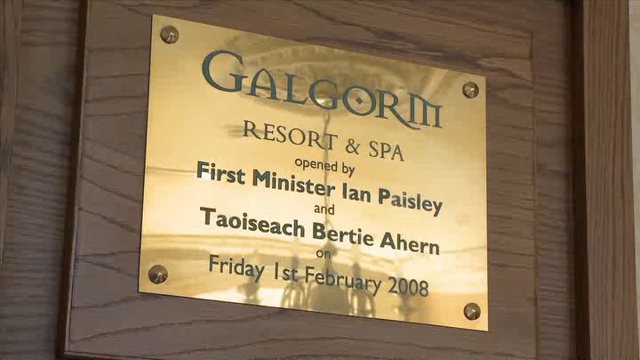 GALGORM
RESORT & SPA
opened by
First Minister Ian Paisley
and
Taoiseach Bertie Ahern
on
Friday 1st February 2008